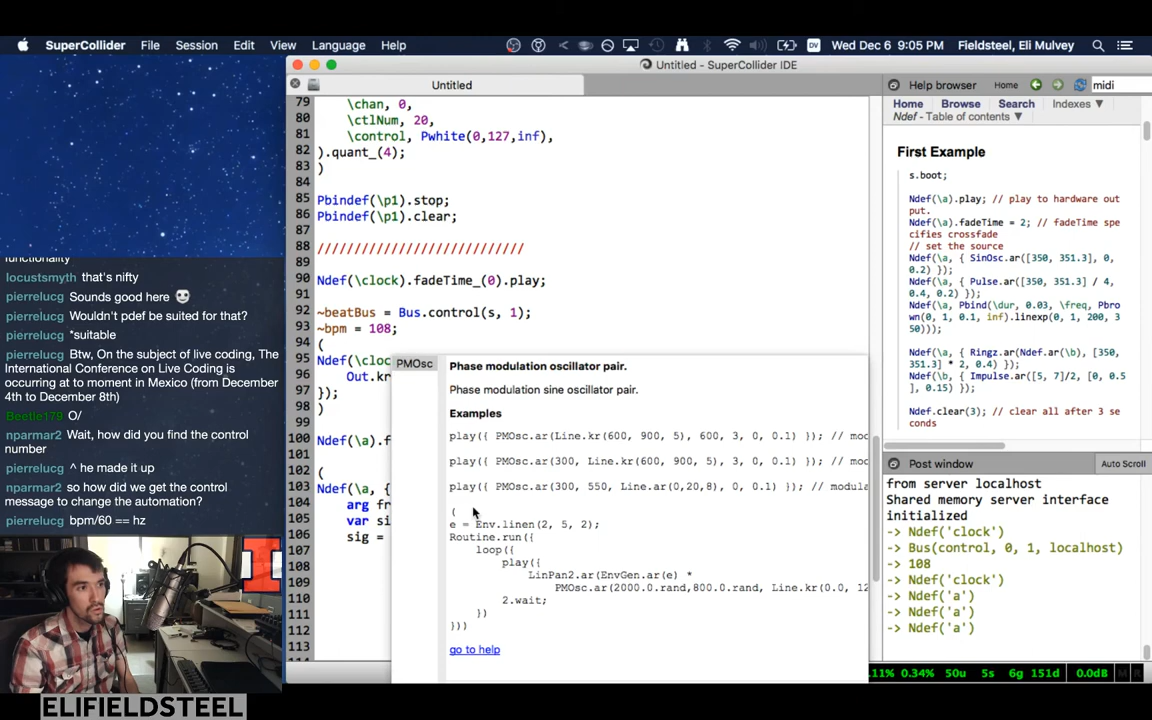 SuperCollider File Session Edit View Language Help
DV Wed Dec 6 9:05 PM Fieldsteel, Eli Mulvey
Untitled - SuperCollider IDE
Untitled
79 \chan, 0,
80 \ctlNum, 20,
81 \control, Pwhite(0,127,inf),
82 ).quant_(4);
83 )
84
85 Pbindef(\p1).stop;
86 Pbindef(\p1).clear;
87
88 ///////////////////////////
89
90 Ndef(\clock).fadeTime_(0).play;
91
92 ~beatBus = Bus.control(s, 1);
93 ~bpm = 108;
94 (
95 Ndef(\cloc
96 Out.kr
97 });
98 )
99
100 Ndef(\a).f
101
102 (
103 Ndef(\a, {
104 arg fr
105 var si
106 sig =
107
108
109
110
111
112
113
PMOsc
Phase modulation oscillator pair.
Phase modulation sine oscillator pair.
Examples
play({ PMOsc.ar(Line.kr(600, 900, 5), 600, 3, 0, 0.1) }); // mod
play({ PMOsc.ar(300, Line.kr(600, 900, 5), 3, 0, 0.1) }); // mod
play({ PMOsc.ar(300, 550, Line.ar(0,20,8), 0, 0.1) }); // modula
(
e = Env.linen(2, 5, 2);
Routine.run({
loop({
play({
LinPan2.ar(EnvGen.ar(e) *
PMOsc.ar(2000.0.rand,800.0.rand, Line.kr(0.0, 12
2.wait;
})
}))
go to help
Help browser Home midi
Home Browse Search Indexes ▼
Ndef - Table of contents ▼
First Example
s.boot;
Ndef(\a).play; // play to hardware out
put.
Ndef(\a).fadeTime = 2; // fadeTime spe
cifies crossfade
// set the source
Ndef(\a, { SinOsc.ar([350, 351.3], 0,
0.2) });
Ndef(\a, { Pulse.ar([350, 351.3] / 4,
0.4, 0.2) });
Ndef(\a, Pbind(\dur, 0.03, \freq, Pbro
wn(0, 1, 0.1, inf).linexp(0, 1, 200, 3
50)));
Ndef(\a, { Ringz.ar(Ndef.ar(\b), [350,
351.3] * 2, 0.4) });
Ndef(\b, { Impulse.ar([5, 7]/2, [0, 0.5
], 0.15) });
Ndef.clear(3); // clear all after 3 se
conds
Post window Auto Scroll
from server localhost
Shared memory server interface
initialized
-> Ndef('clock')
-> Bus(control, 0, 1, localhost)
-> 108
-> Ndef('clock')
-> Ndef('a')
-> Ndef('a')
-> Ndef('a')
.11% 0.34% 50u 5s 6g 151d 0.0dB M R
functionality
locustsmyth that's nifty
pierrelucg Sounds good here
pierrelucg Wouldn't pdef be suited for that?
pierrelucg *suitable
pierrelucg Btw, On the subject of live coding, The
International Conference on Live Coding is
occurring at to moment in Mexico (from December
4th to December 8th)
Beetle179 O/
nparmar2 Wait, how did you find the control
number
pierrelucg ^ he made it up
nparmar2 so how did we get the control
message to change the automation?
pierrelucg bpm/60 == hz
ELIFIELDSTEEL